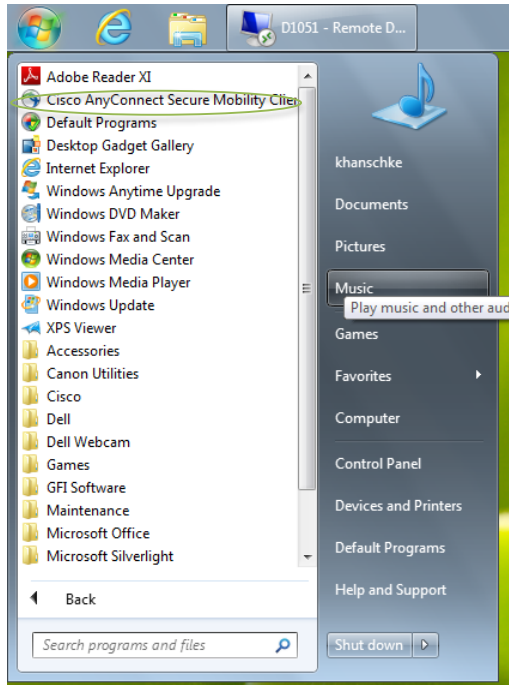 D1051 - Remote D...
Adobe Reader XI
Cisco AnyConnect Secure Mobility Clien
Default Programs
Desktop Gadget Gallery
Internet Explorer
Windows Anytime Upgrade
Windows DVD Maker
Windows Fax and Scan
Windows Media Center
Windows Media Player
Windows Update
XPS Viewer
Accessories
Canon Utilities
Cisco
Dell
Dell Webcam
Games
GFI Software
Maintenance
Microsoft Office
Microsoft Silverlight
Back
Search programs and files
khanschke
Documents
Pictures
Music
Play music and other aud
Games
Favorites
Computer
Control Panel
Devices and Printers
Default Programs
Help and Support
Shut down